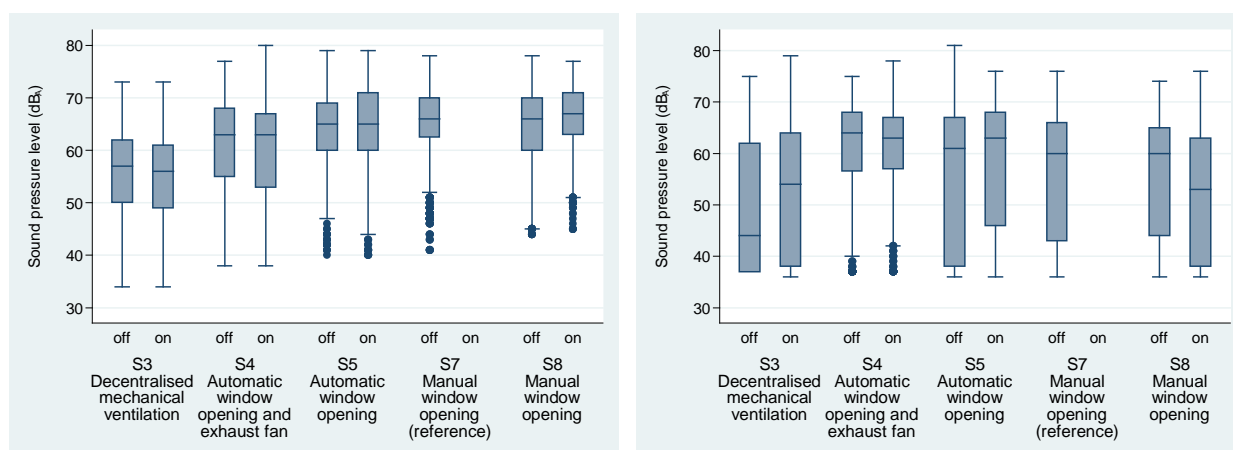 Sound pressure level (dBA)
80
70
60
50
40
30
off on off on off on off on off on
S3 S4 S5 S7 S8
Decentralised Automatic Automatic Manual Manual
mechanical window window window window
ventilation opening and opening opening opening
exhaust fan (reference)
Sound pressure level (dBA)
80
70
60
50
40
30
off on off on off on off on off on
S3 S4 S5 S7 S8
Decentralised Automatic Automatic Manual Manual
mechanical window window window window
ventilation opening and opening opening opening
exhaust fan (reference)